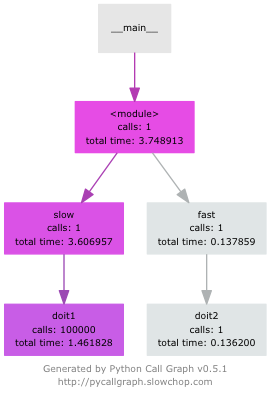 __main__
<module>
calls: 1
total time: 3.748913
slow
calls: 1
total time: 3.606957
fast
calls: 1
total time: 0.137859
doit1
calls: 100000
total time: 1.461828
doit2
calls: 1
total time: 0.136200
Generated by Python Call Graph v0.5.1
http://pycallgraph.slowchop.com